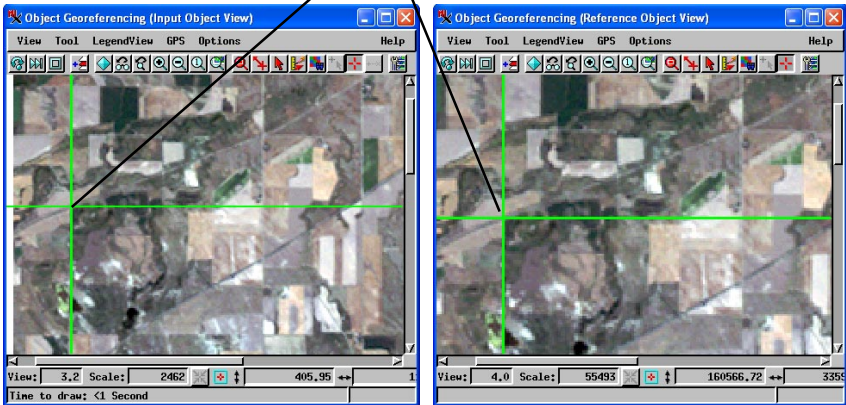 Object Georeferencing (Input Object View)
View Tool LegendView GPS Options Help
View: 3.2 Scale: 2462 405.95 1
Time to draw: <1 Second
Object Georeferencing (Reference Object View)
View Tool LegendView GPS Options Help
View: 4.0 Scale: 55493 160566.72 3359